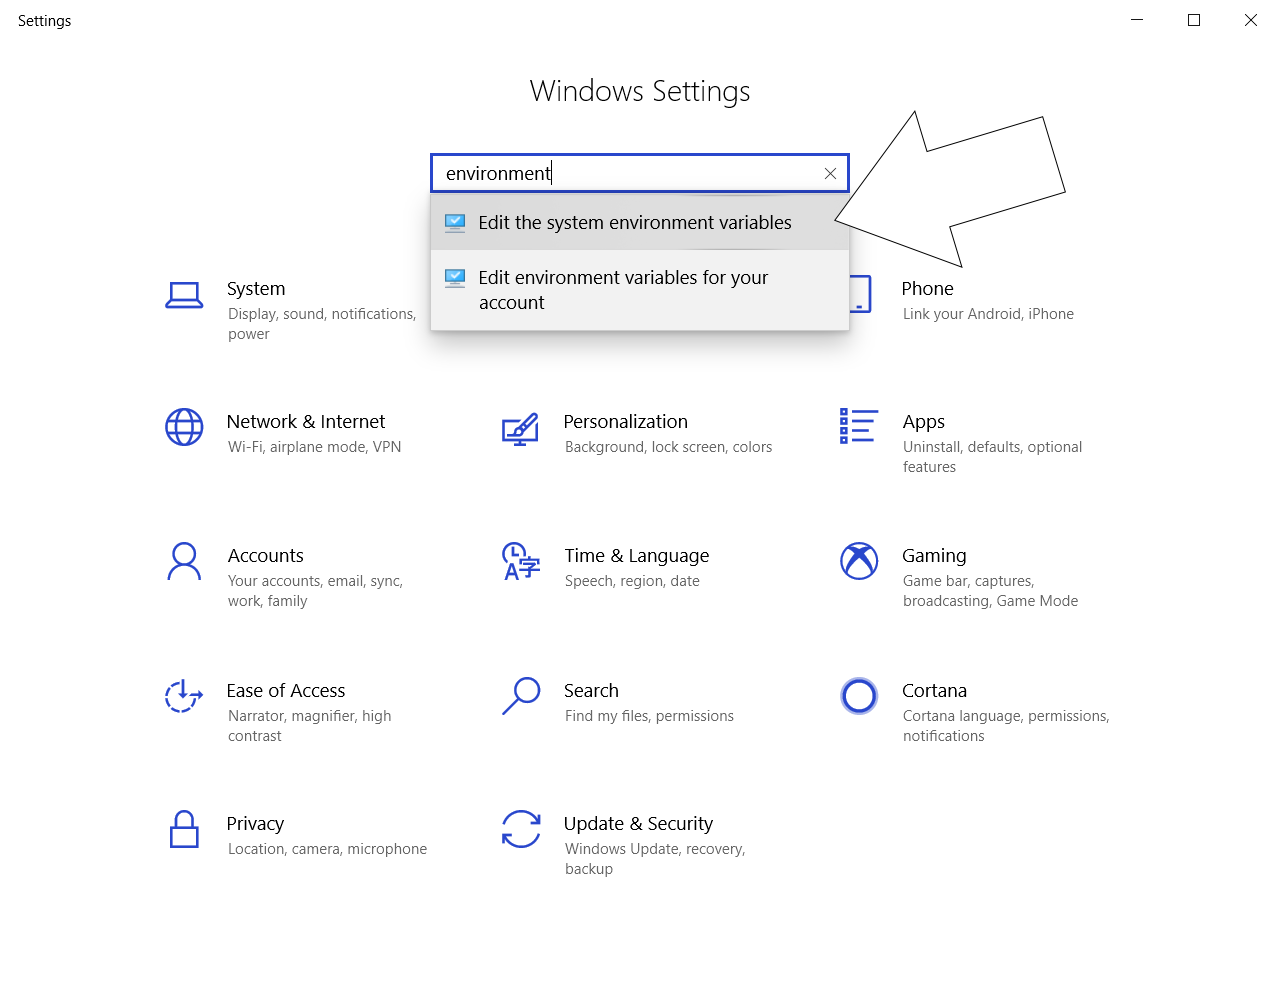 Settings
Windows Settings
environment
Edit the system environment variables
Edit environment variables for your
account
System
Display, sound, notifications,
power
Phone
Link your Android, iPhone
Network & Internet
Wi-Fi, airplane mode, VPN
Personalization
Background, lock screen, colors
Apps
Uninstall, defaults, optional
features
Accounts
Your accounts, email, sync,
work, family
Time & Language
Speech, region, date
Gaming
Game bar, captures,
broadcasting, Game Mode
Ease of Access
Narrator, magnifier, high
contrast
Search
Find my files, permissions
Cortana
Cortana language, permissions,
notifications
Privacy
Location, camera, microphone
Update & Security
Windows Update, recovery,
backup